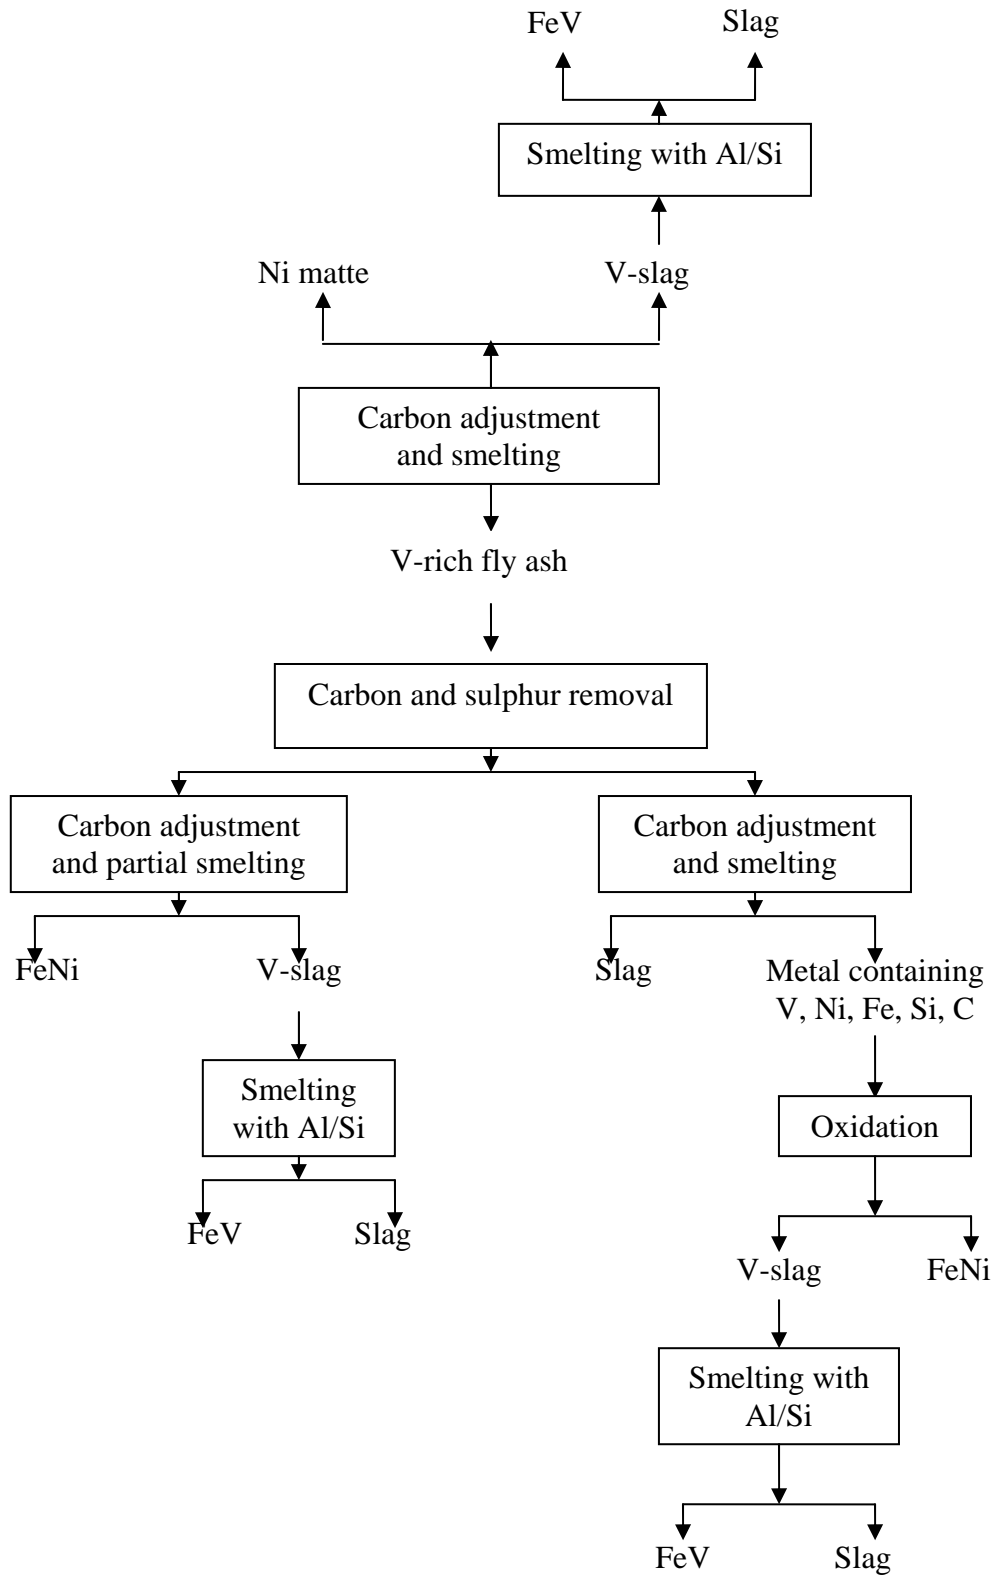 FeV
Slag
Smelting with Al/Si
Ni matte
V-slag
Carbon adjustment
and smelting
V-rich fly ash
Carbon and sulphur removal
Carbon adjustment
and partial smelting
Carbon adjustment
and smelting
FeNi
V-slag
Slag
Metal containing
V, Ni, Fe, Si, C
Smelting
with Al/Si
Oxidation
FeV
Slag
V-slag
FeNi
Smelting with
Al/Si
FeV
Slag